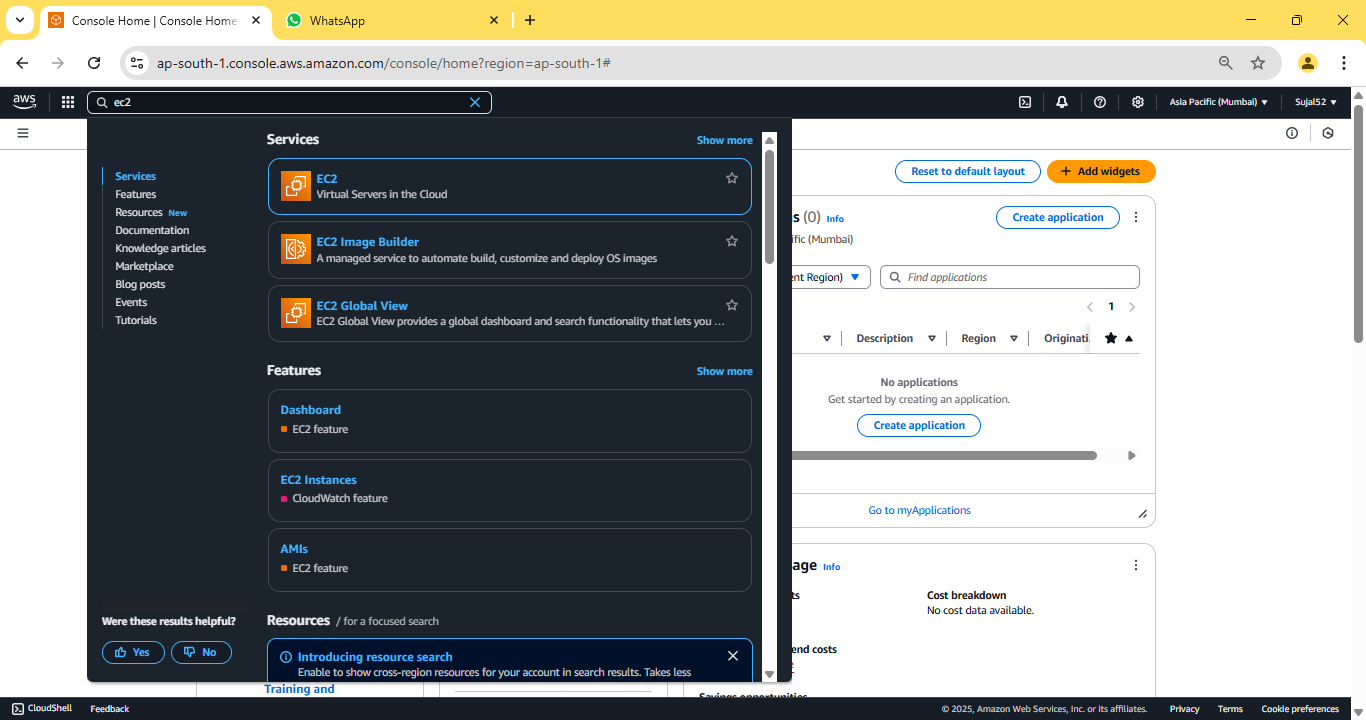 Console Home | Console Home
WhatsApp
ap-south-1.console.aws.amazon.com/console/home?region=ap-south-1#
aws
ec2
Asia Pacific (Mumbai)
Sujal52
Services
Features
Resources New
Documentation
Knowledge articles
Marketplace
Blog posts
Events
Tutorials
Were these results helpful?
Yes
No
Services
Show more
EC2
Virtual Servers in the Cloud
EC2 Image Builder
A managed service to automate build, customize and deploy OS images
EC2 Global View
EC2 Global View provides a global dashboard and search functionality that lets you ...
Features
Show more
Dashboard
EC2 feature
EC2 Instances
CloudWatch feature
AMIs
EC2 feature
Resources / for a focused search
Introducing resource search
Enable to show cross-region resources for your account in search results. Takes less
Training and
Reset to default layout
Add widgets
s (0) Info
Create application
ific (Mumbai)
ent Region)
Find applications
1
Description
Region
Originati
No applications
Get started by creating an application.
Create application
Go to myApplications
age Info
ts
Cost breakdown
No cost data available.
end costs
Savings opportunities
CloudShell
Feedback
© 2025, Amazon Web Services, Inc. or its affiliates.
Privacy
Terms
Cookie preferences